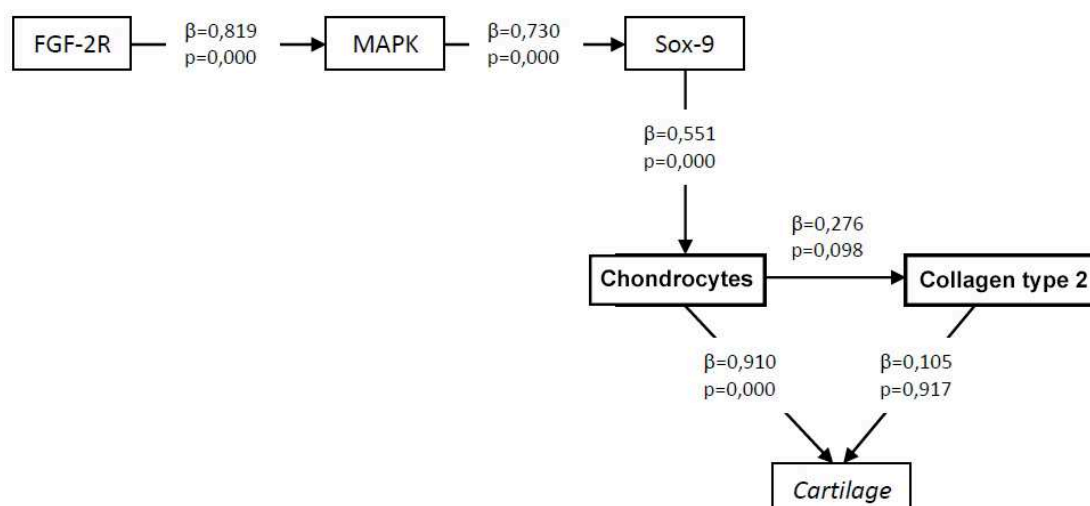 FGF-2R
β=0,819
p=0,000
MAPK
β=0,730
p=0,000
Sox-9
β=0,551
p=0,000
β=0,276
p=0,098
Chondrocytes
Collagen type 2
β=0,910
p=0,000
β=0,105
p=0,917
Cartilage